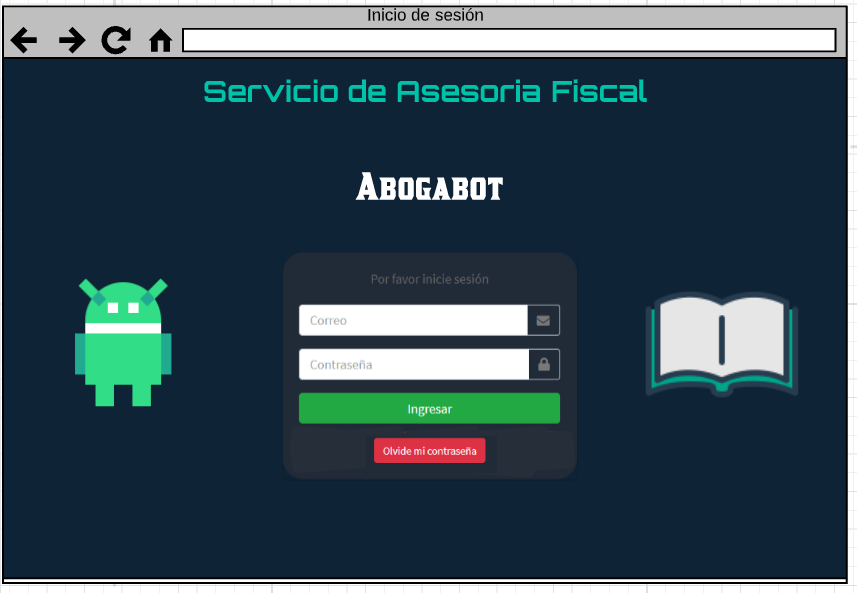 Inicio de sesión
Servicio de Asesoria Fiscal
Abogabot
Por favor inicie sesión
Correo
Contraseña
Ingresar
Olvide mi contraseña